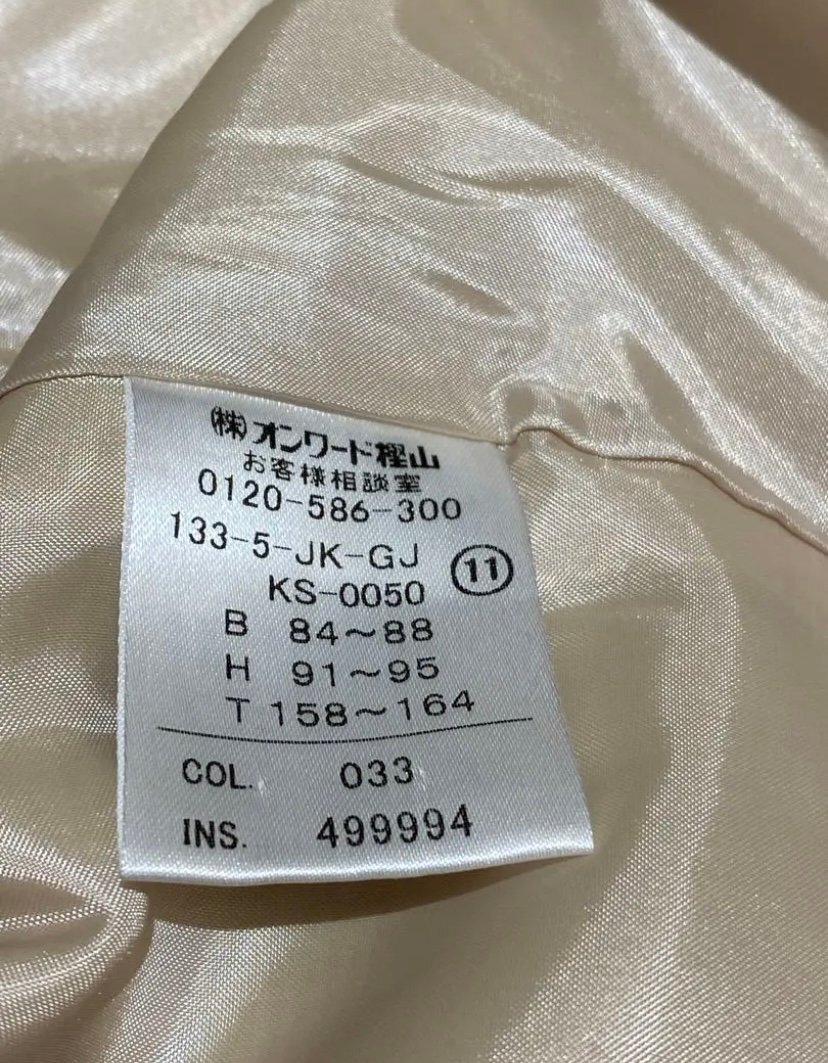 ㈱オンワード樫山
お客様相談室
0120-586-300
133-5-JK-GJ
⑪
KS-0050
B 84～88
H 91～95
T 158～164
COL. 033
INS. 499994